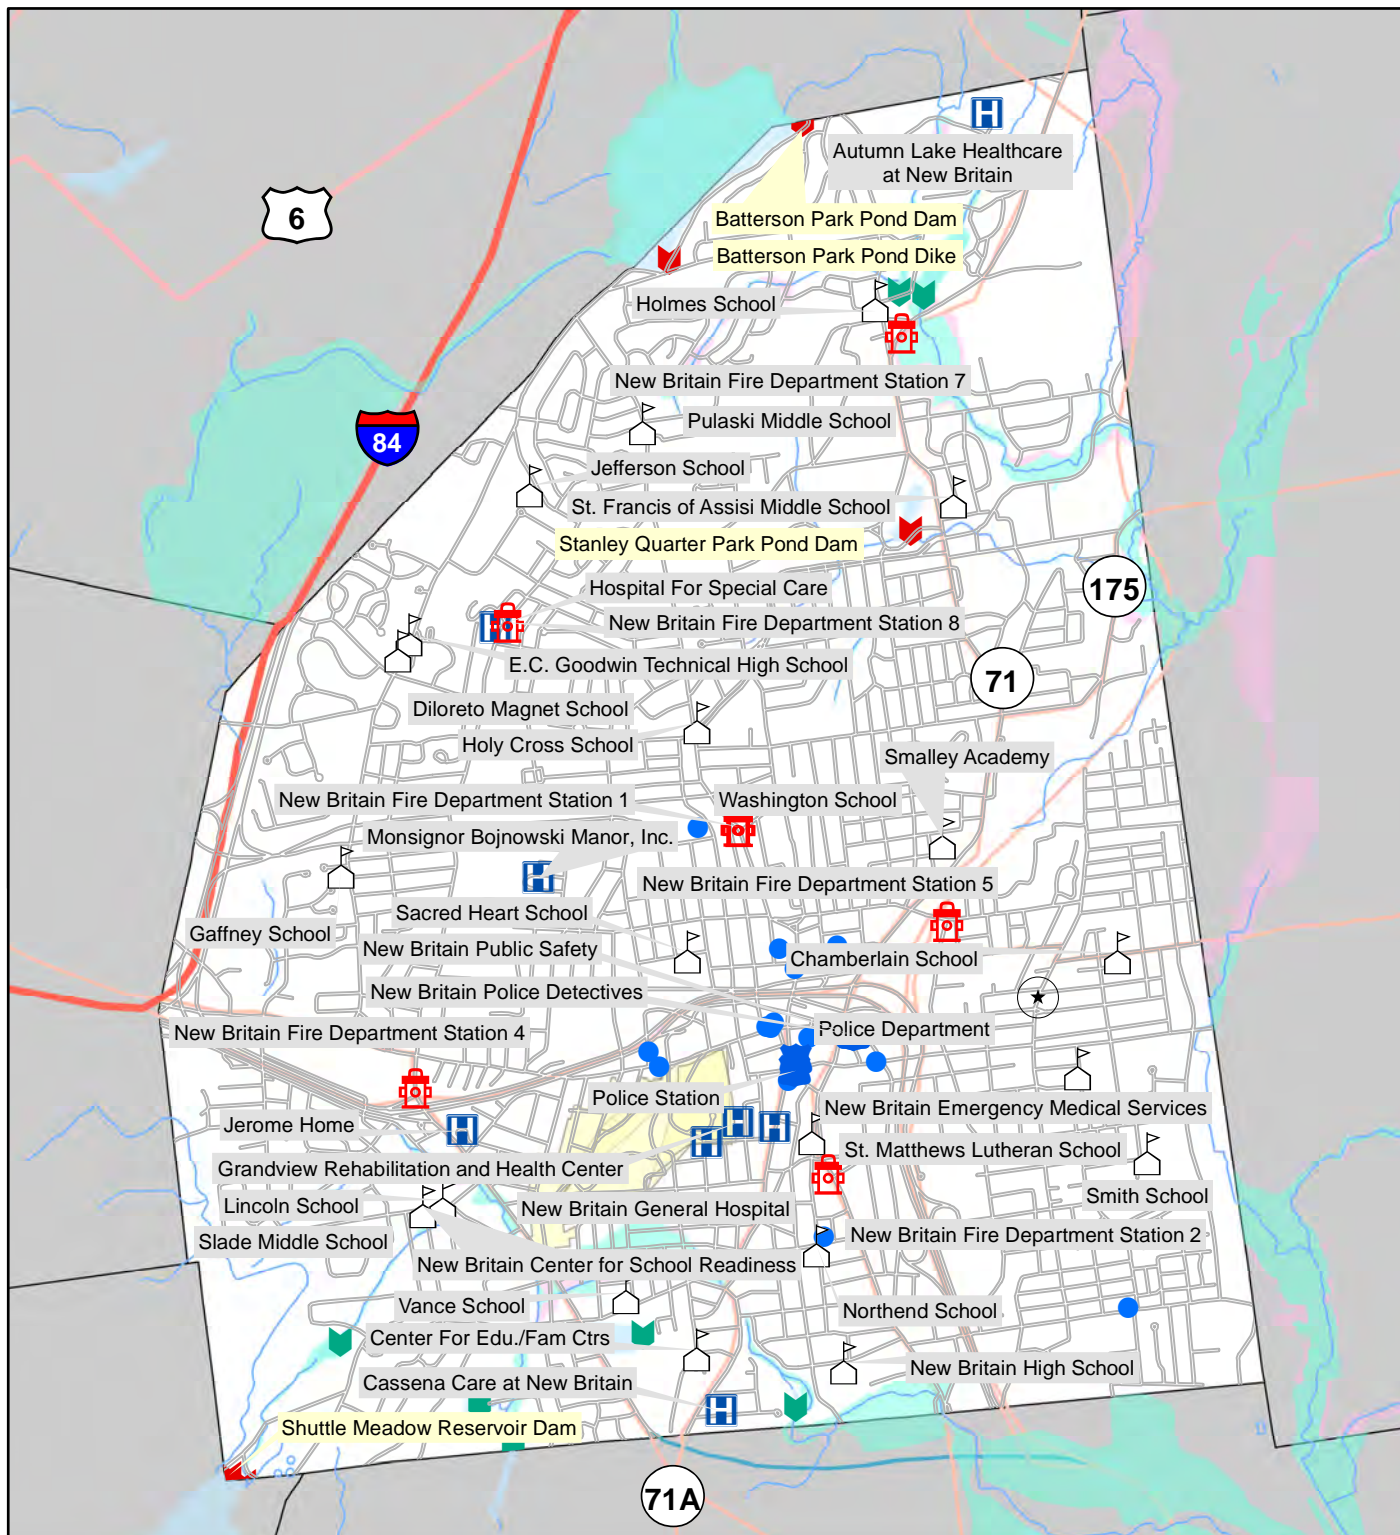 Autumn Lake Healthcare
at New Britain
6
Batterson Park Pond Dam
Batterson Park Pond Dike
Holmes School
New Britain Fire Department Station 7
Pulaski Middle School
84
Jefferson School
St. Francis of Assisi Middle School
Stanley Quarter Park Pond Dam
175
Hospital For Special Care
New Britain Fire Department Station 8
E.C. Goodwin Technical High School
71
Diloreto Magnet School
Holy Cross School
Smalley Academy
New Britain Fire Department Station 1
Washington School
Monsignor Bojnowski Manor, Inc.
New Britain Fire Department Station 5
Sacred Heart School
Gaffney School
New Britain Public Safety
Chamberlain School
New Britain Police Detectives
New Britain Fire Department Station 4
Police Department
Police Station
New Britain Emergency Medical Services
Jerome Home
St. Matthews Lutheran School
Grandview Rehabilitation and Health Center
Smith School
Lincoln School
New Britain General Hospital
Slade Middle School
New Britain Fire Department Station 2
New Britain Center for School Readiness
Vance School
Northend School
Center For Edu./Fam Ctrs
New Britain High School
Cassena Care at New Britain
Shuttle Meadow Reservoir Dam
71A